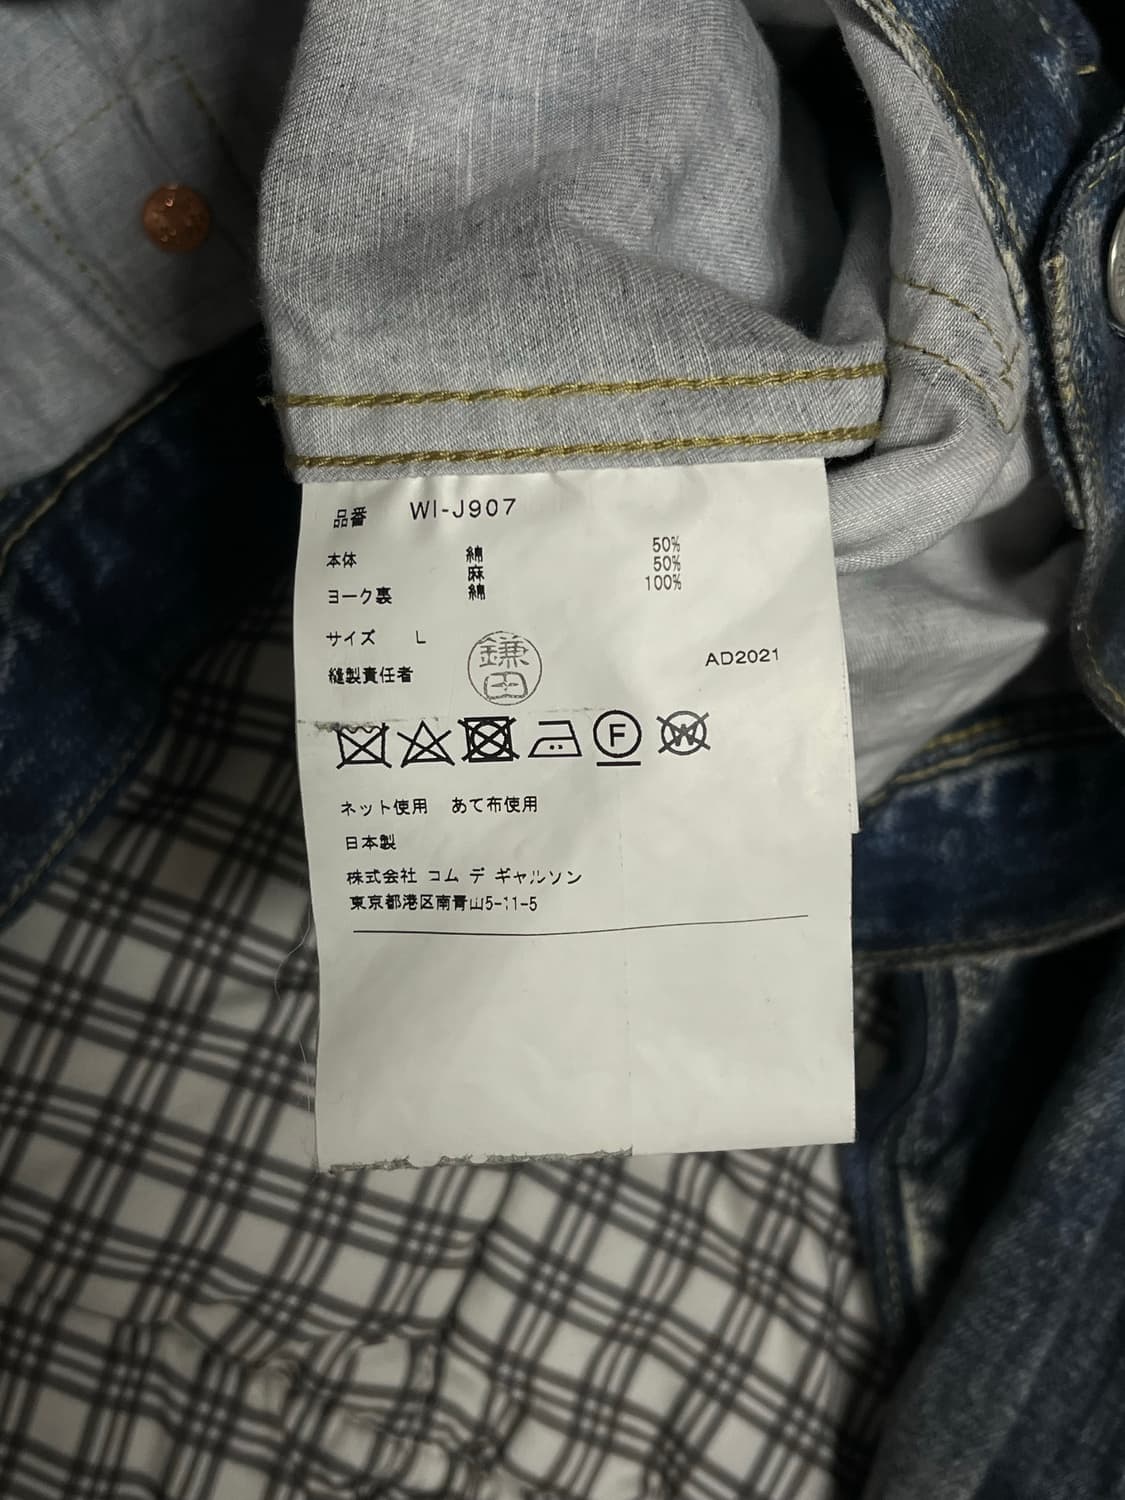 品番 WI-J907
本体 綿 50%
麻 50%
ヨーク裏 綿 100%
サイズ L
縫製責任者 鎌田 AD2021
F W
ネット使用 あて布使用
日本製
株式会社 コム デ ギャルソン
東京都港区南青山5-11-5